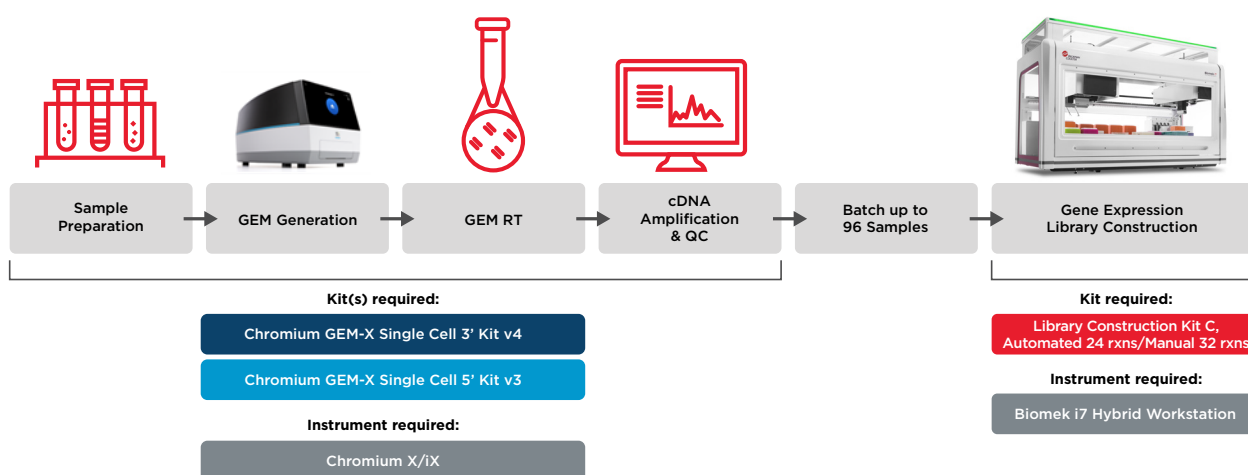 Sample
Preparation
GEM Generation
GEM RT
cDNA
Amplification
& QC
Batch up to
96 Samples
Gene Expression
Library Construction
Kit(s) required:
Chromium GEM-X Single Cell 3’ Kit v4
Chromium GEM-X Single Cell 5’ Kit v3
Instrument required:
Chromium X/iX
Kit required:
Library Construction Kit C,
Automated 24 rxns/Manual 32 rxns
Instrument required:
Biomek i7 Hybrid Workstation